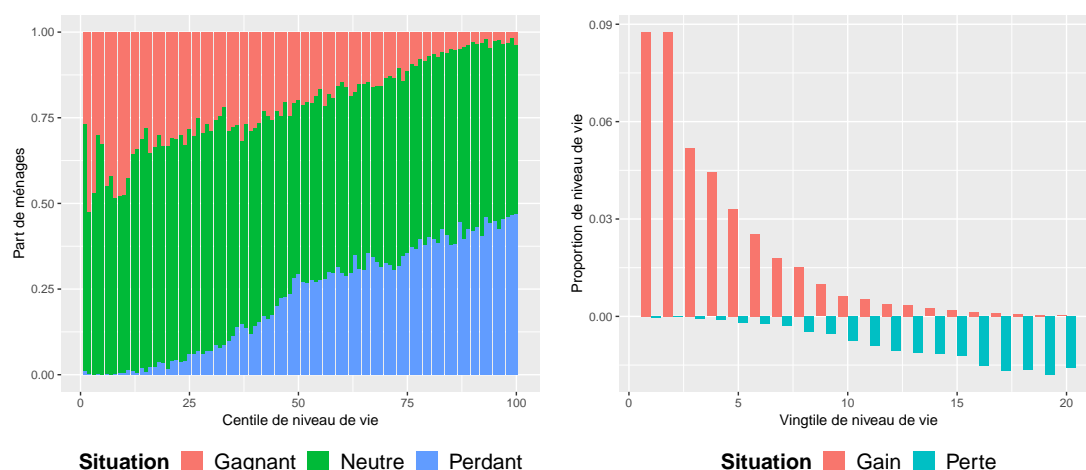 1.00
0.75
0.50
0.25
0.00
Part de ménages
0 25 50 75 100
Centile de niveau de vie
Situation Gagnant Neutre Perdant
0.09
0.06
0.03
0.00
Proportion de niveau de vie
0 5 10 15 20
Vingtile de niveau de vie
Situation Gain Perte